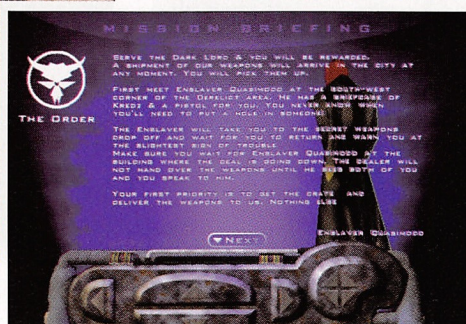 MISSION BRIEFING
SERVE THE DARK LORD & YOU WILL BE REWARDED.
A SHIPMENT OF OUR WEAPONS WILL ARRIVE IN THE CITY AT
ANY MOMENT. YOU WILL PICK THEM UP.
FIRST MEET ENSLAVER QUASIMODO AT THE SOUTH-WEST
CORNER OF THE DERELICT AREA. HE HAS A BRIEFCASE OF
KREDS & A PISTOL FOR YOU. YOU NEVER KNOW WHEN
YOU'LL NEED TO PUT A HOLE IN SOMEONE.
THE ORDER
THE ENSLAVER WILL TAKE YOU TO THE SECRET WEAPONS
DROP OFF AND WAIT FOR YOU TO RETURN AND WARN YOU AT
THE SLIGHTEST SIGN OF TROUBLE
MAKE SURE YOU WAIT FOR ENSLAVER QUASIMODO AT THE
BUILDING WHERE THE DEAL IS GOING DOWN. THE DEALER WILL
NOT HAND OVER THE WEAPONS UNTIL HE SEES BOTH OF YOU
AND YOU SPEAK TO HIM.
YOUR FIRST PRIORITY IS TO GET THE CRATE AND
DELIVER THE WEAPONS TO US. NOTHING ELSE
ENSLAVER QUASIMODO
NEXT